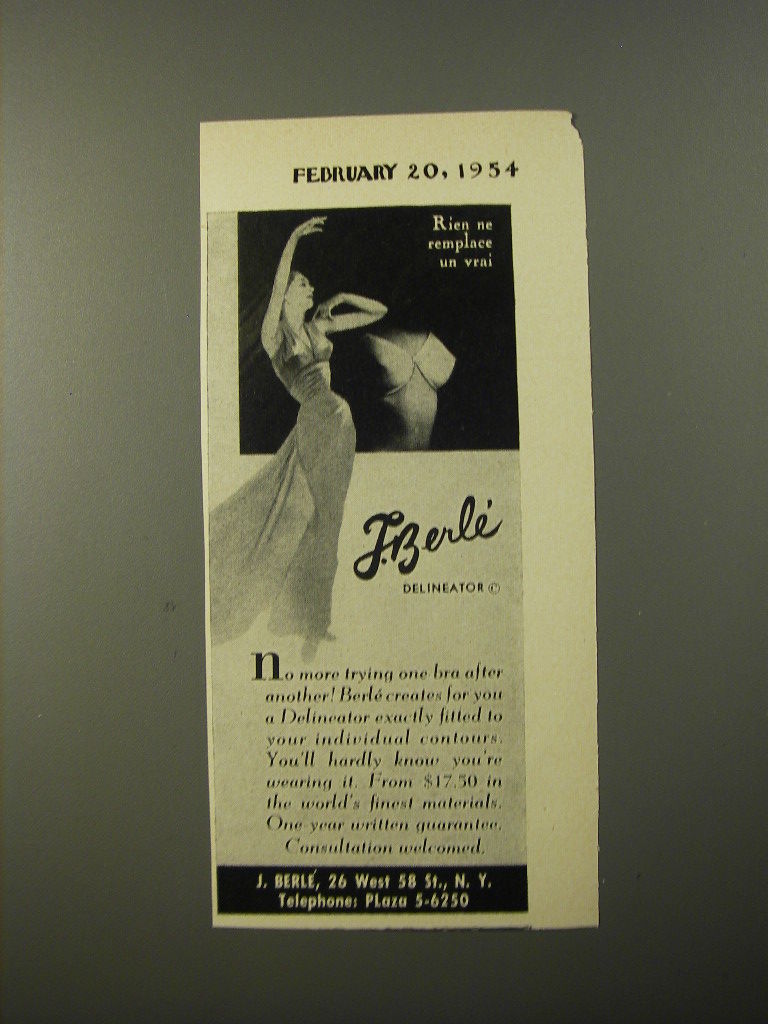 FEBRUARY 20, 1954
Rien ne
remplace
un vrai
J. Berlé
DELINEATOR ©
No more trying one bra after
another! Berlé creates for you
a Delineator exactly fitted to
your individual contours.
You'll hardly know you're
wearing it. From $17.50 in
the world's finest materials.
One-year written guarantee.
Consultation welcomed.
J. BERLÉ, 26 West 58 St., N. Y.
Telephone: PLaza 5-6250